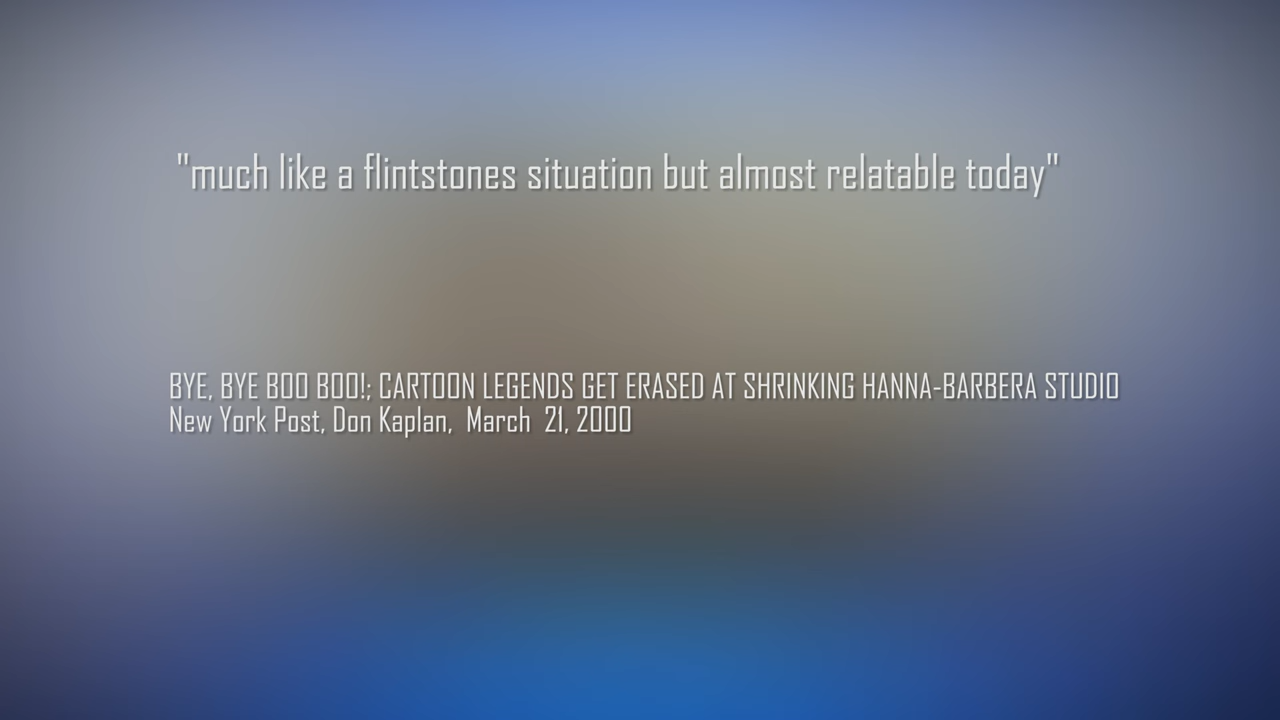 "much like a flintstones situation but almost relatable today"
BYE, BYE BOO BOO!; CARTOON LEGENDS GET ERASED AT SHRINKING HANNA-BARBERA STUDIO
New York Post, Don Kaplan, March 21, 2000